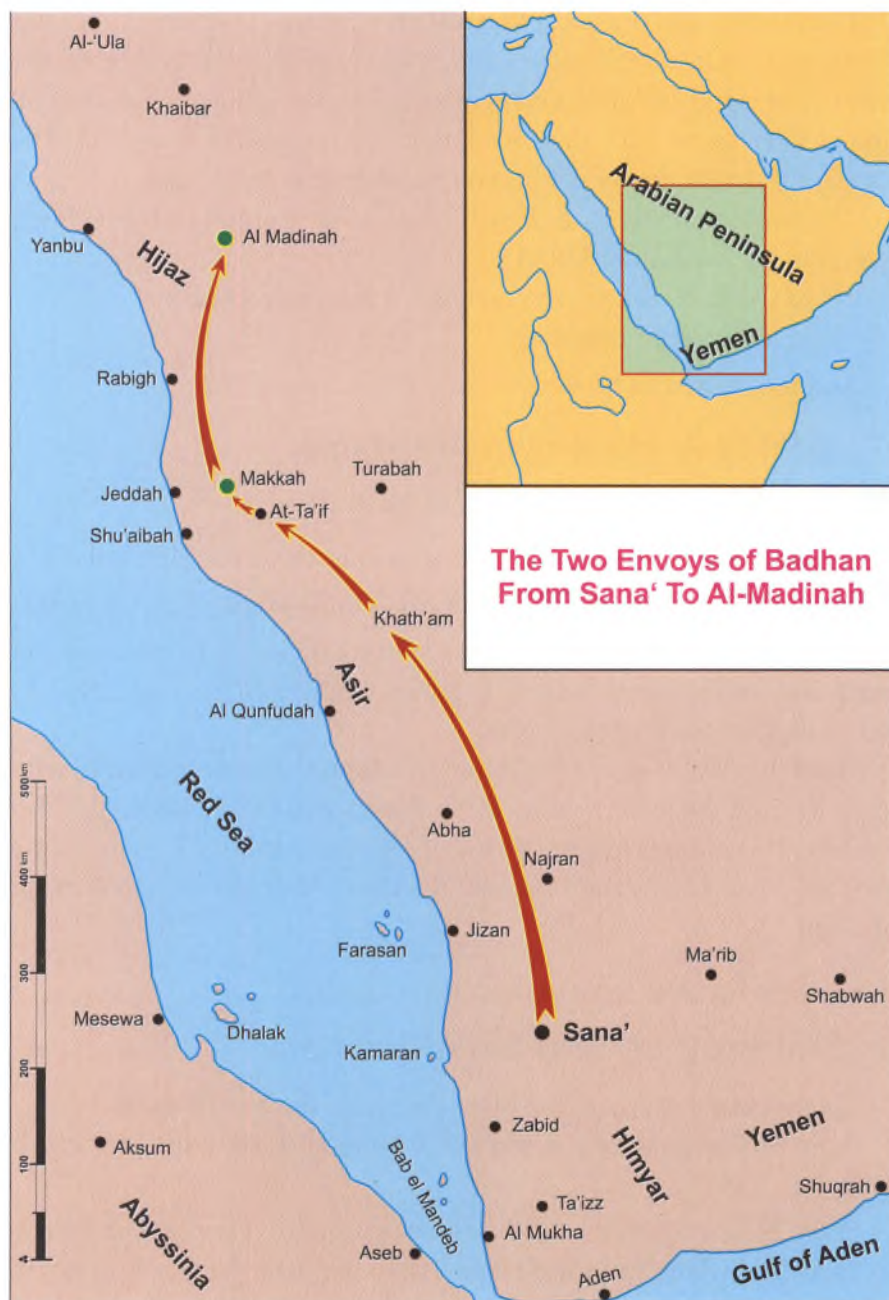 Al-‘Ula
Khaibar
Yanbu
Hijaz
Al Madinah
Rabigh
Makkah
Turabah
Jeddah
At-Ta’if
Shu’aibah
Khath’am
Asir
Al Qunfudah
Red Sea
Abha
Najran
Farasan
Jizan
Ma’rib
Shabwah
Mesewa
Dhalak
Sana’
Kamaran
Zabid
Yemen
Himyar
Aksum
Bab el Mandeb
Ta’izz
Shuqrah
Abyssinia
Al Mukha
Aseb
Aden
Gulf of Aden
500 km
400 km
300
200
100
Arabian Peninsula
Yemen
The Two Envoys of Badhan
From Sana‘ To Al-Madinah